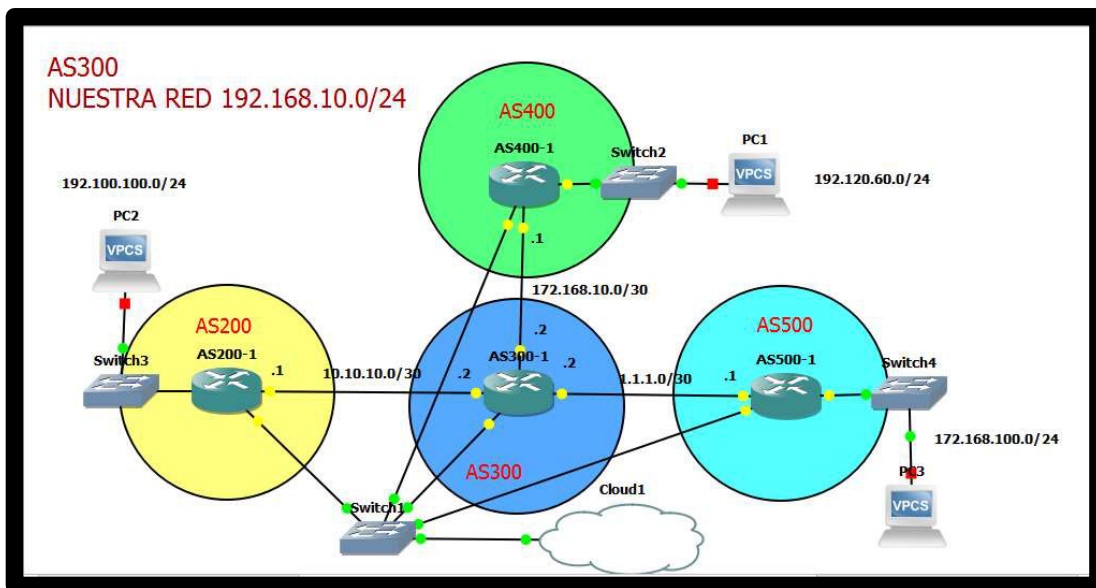 AS300
NUESTRA RED 192.168.10.0/24
AS400
AS400-1
Switch2
PC1
VPCS
192.120.60.0/24
192.100.100.0/24
PC2
VPCS
.1
172.168.10.0/30
AS200
AS200-1
Switch3
.1
10.10.10.0/30
.2
AS300-1
.2
.2
1.1.1.0/30
AS500
AS500-1
.1
Switch4
172.168.100.0/24
AS300
Switch1
Cloud1
PC3
VPCS